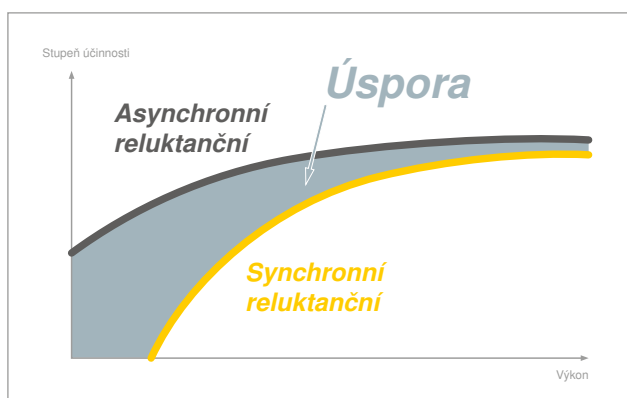 Stupeň účinnosti
Úspora
Asynchronní
reluktanční
Synchronní
reluktanční
Výkon